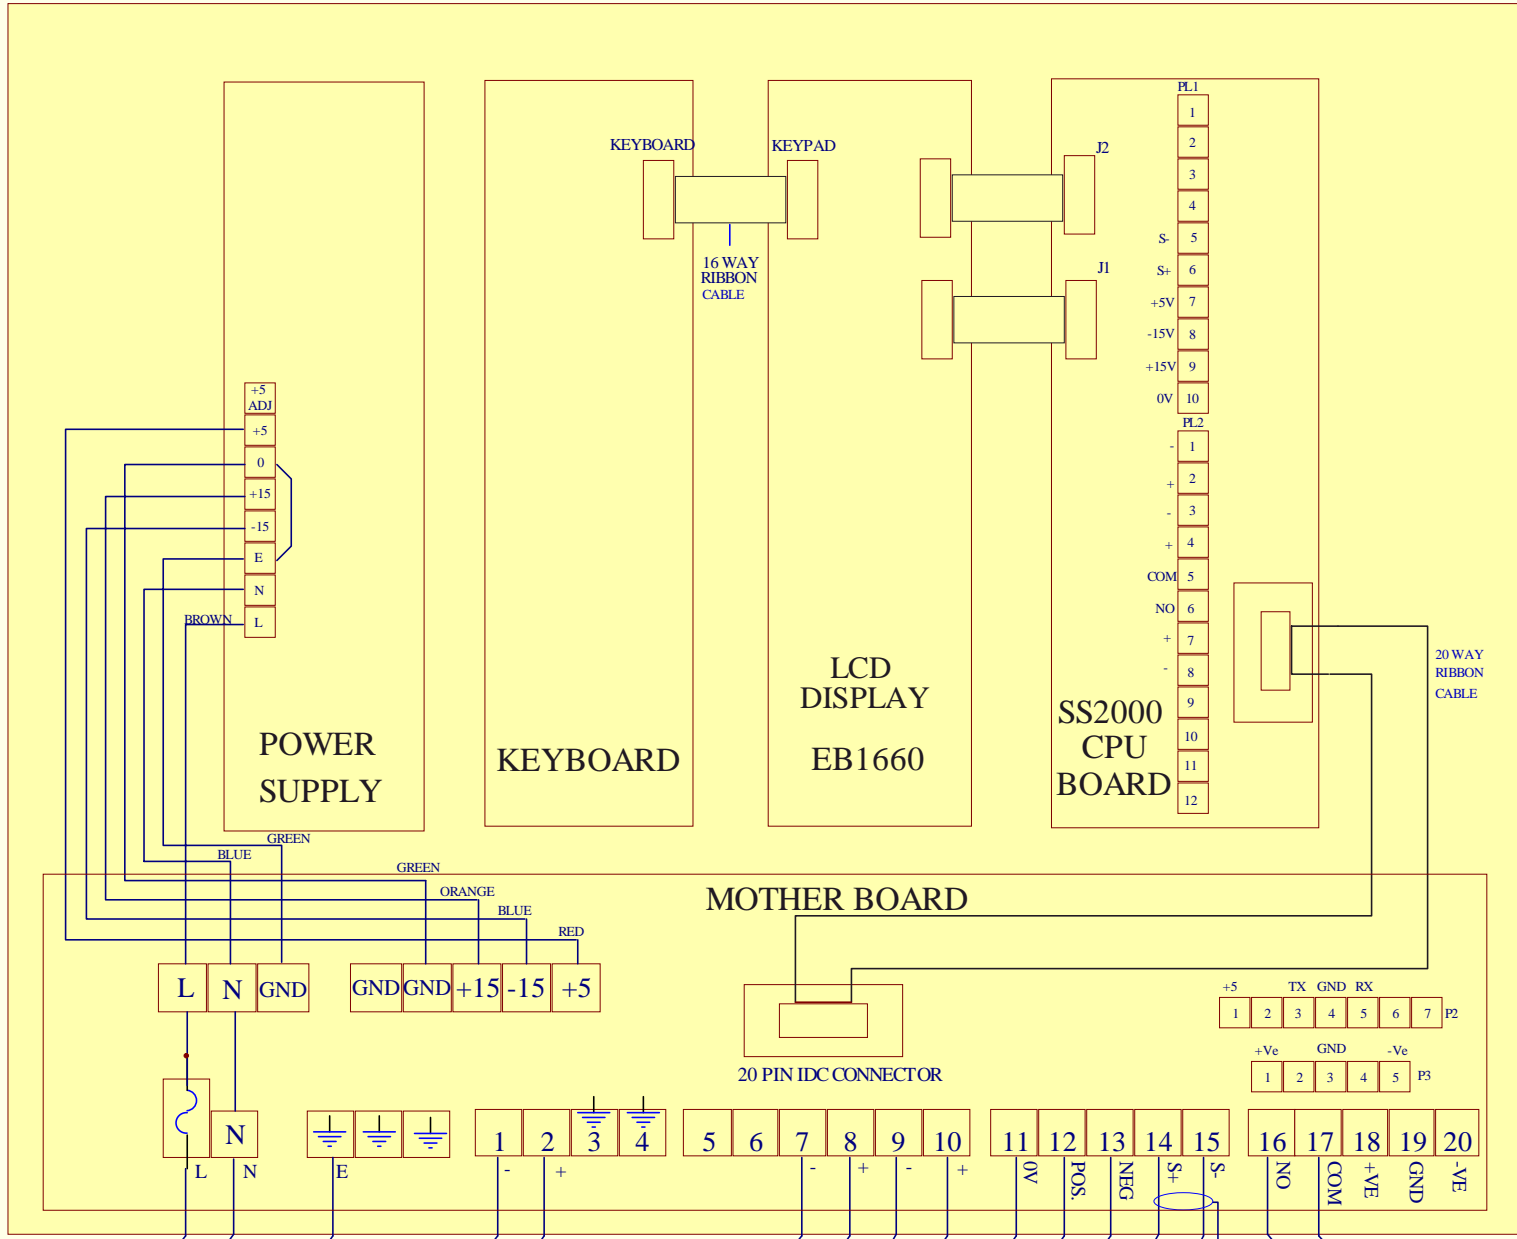 PL1
1
2
3
4
S- 5
S+ 6
+5V 7
-15V 8
+15V 9
0V 10
PL2
- 1
+ 2
- 3
+ 4
COM 5
NO 6
+ 7
- 8
9
10
11
12
KEYBOARD
KEYPAD
J2
J1
16 WAY
RIBBON
CABLE
+5
ADJ
+5
0
+15
-15
E
N
BROWN L
20 WAY
RIBBON
CABLE
POWER
SUPPLY
KEYBOARD
LCD
DISPLAY
EB1660
SS2000
CPU
BOARD
GREEN
BLUE
GREEN
ORANGE
BLUE
RED
MOTHER BOARD
L N GND
GND GND +15 -15 +5
20 PIN IDC CONNECTOR
+5 TX GND RX
1 2 3 4 5 6 7 P2
+Ve GND -Ve
1 2 3 4 5 P3
N
L N
E
1 2 3 4
- +
5 6 7 8 9 10
- + - +
11 12 13 14 15
0V POS. NEG S+ S-
16 17 18 19 20
NO COM +VE GND -VE